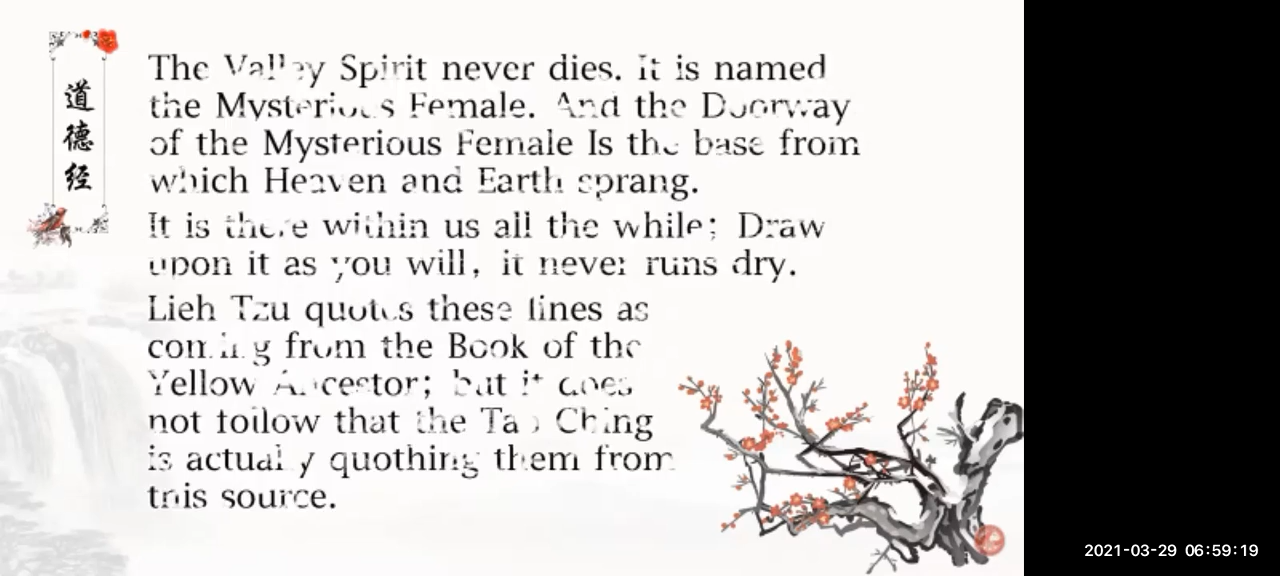 道德经
The Valley Spirit never dies. It is named
the Mysterious Female. And the Doorway
of the Mysterious Female Is the base from
which Heaven and Earth sprang.
It is there within us all the while; Draw
upon it as you will, it never runs dry.
Lieh Tzu quotes these lines as
coming from the Book of the
Yellow Ancestor; but it does
not follow that the Tao Ching
is actually quothing them from
this source.
2021-03-29 06:59:19